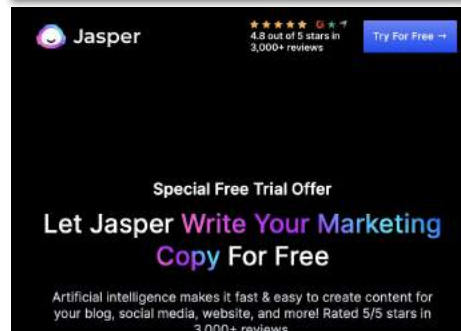 Jasper
4.8 out of 5 stars in
3,000+ reviews
Try For Free →
Special Free Trial Offer
Let Jasper Write Your Marketing
Copy For Free
Artificial intelligence makes it fast & easy to create content for
your blog, social media, website, and more! Rated 5/5 stars in
3,000+ reviews